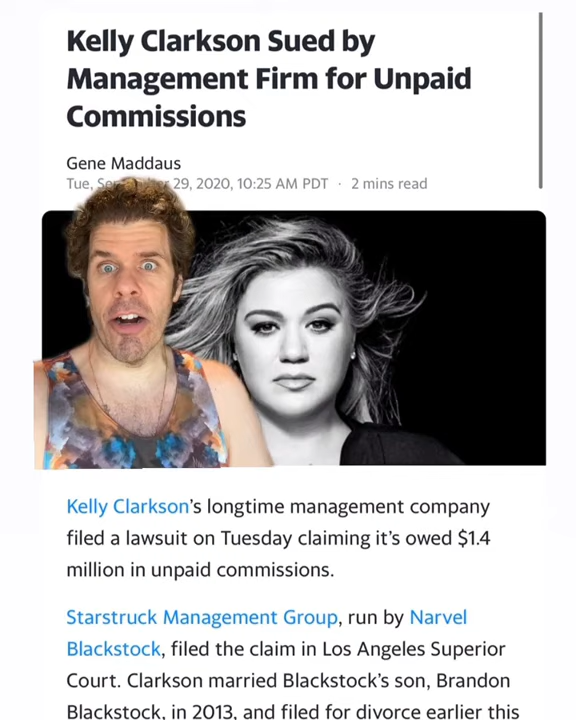 Kelly Clarkson Sued by
Management Firm for Unpaid
Commissions
Gene Maddaus
Tue, 29, 2020, 10:25 AM PDT · 2 mins read
Kelly Clarkson's longtime management company
filed a lawsuit on Tuesday claiming it's owed $1.4
million in unpaid commissions.
Starstruck Management Group, run by Narvel
Blackstock, filed the claim in Los Angeles Superior
Court. Clarkson married Blackstock's son, Brandon
Blackstock, in 2013, and filed for divorce earlier this